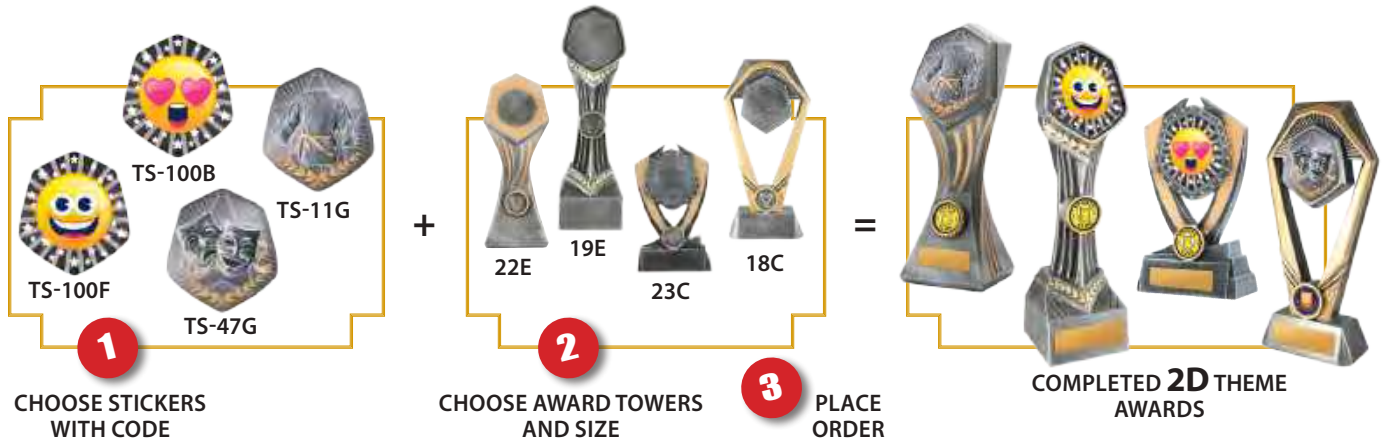 TS-100B
TS-11G
TS-100F
TS-47G
1
CHOOSE STICKERS
WITH CODE
+
22E
19E
23C
18C
2
CHOOSE AWARD TOWERS
AND SIZE
3
PLACE
ORDER
=
COMPLETED 2D THEME
AWARDS